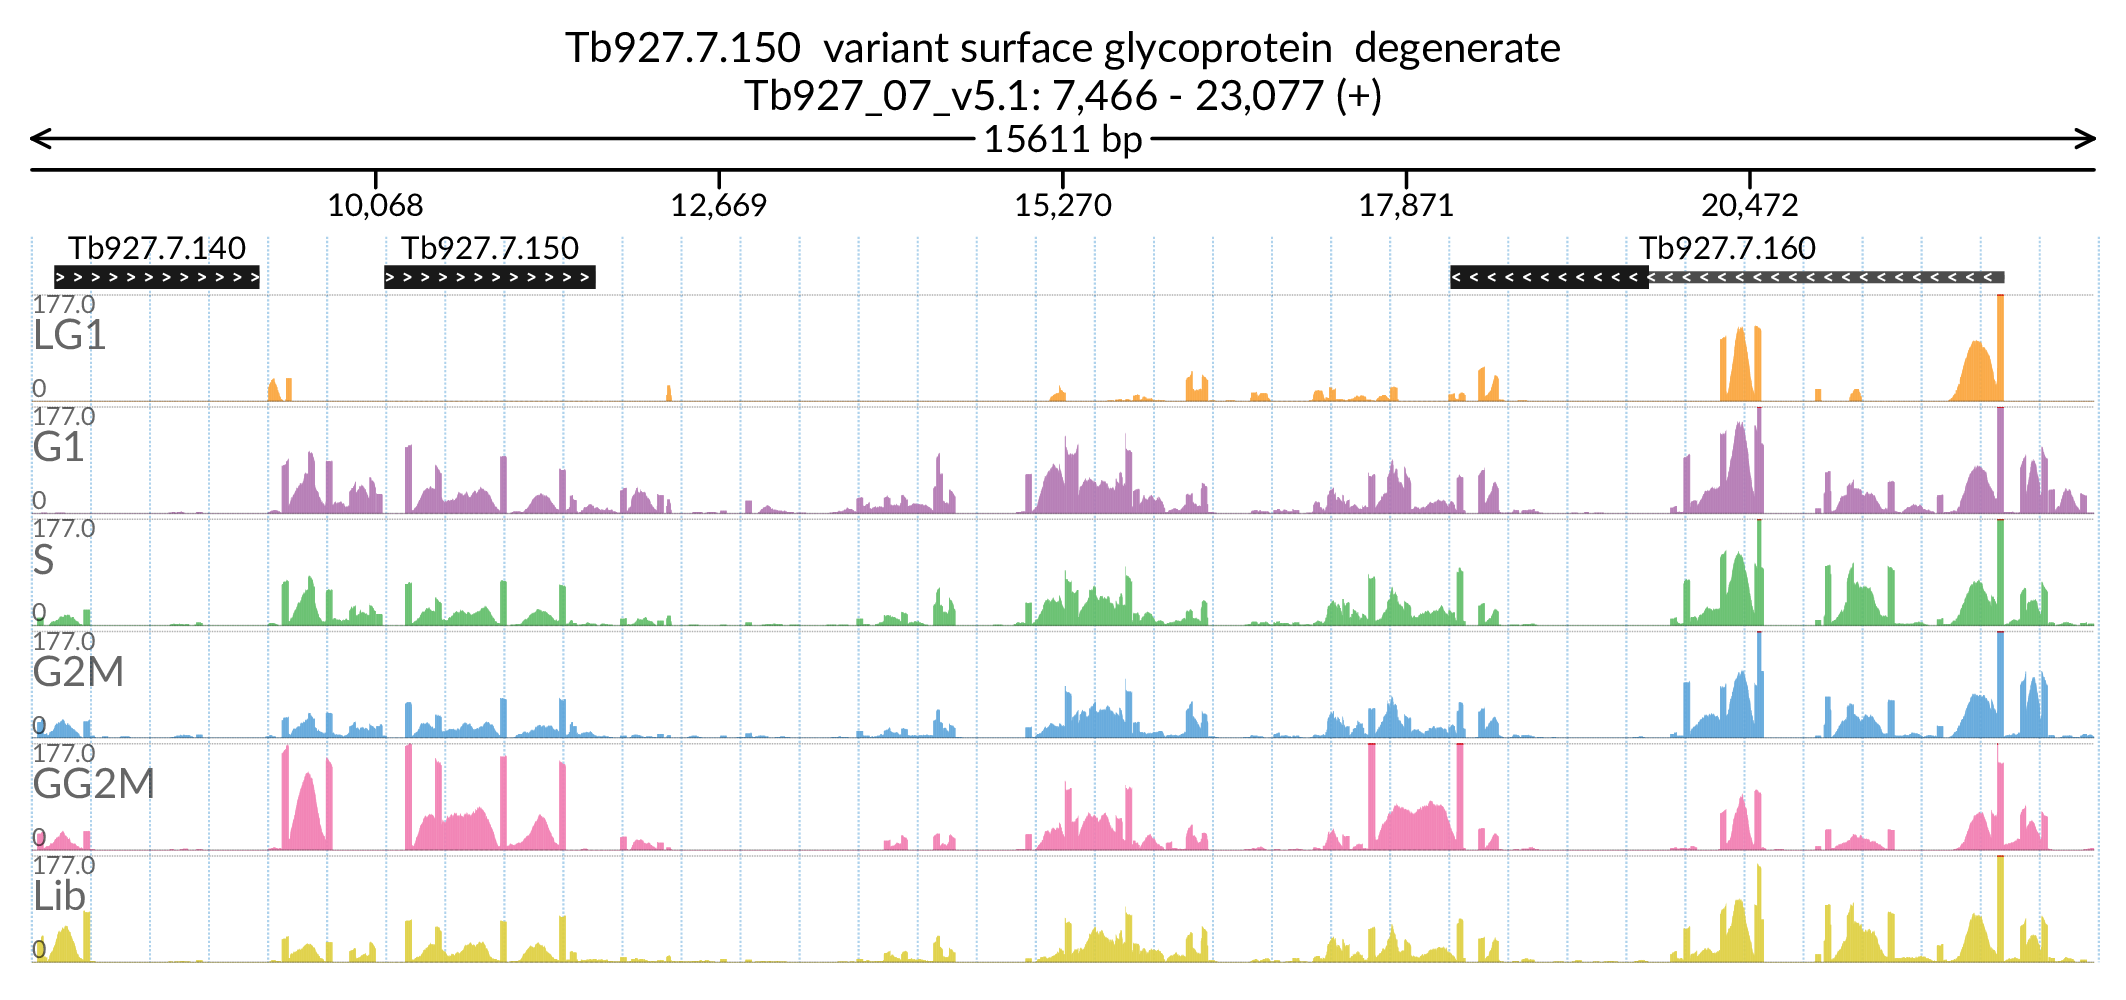 Tb927.7.150  variant surface glycoprotein  degenerate
Tb927_07_v5.1: 7,466 - 23,077 (+)
15611 bp
10,068 12,669 15,270 17,871 20,472
Tb927.7.140 Tb927.7.150 Tb927.7.160
177.0
LG1
0
177.0
G1
0
177.0
S
0
177.0
G2M
0
177.0
GG2M
0
177.0
Lib
0